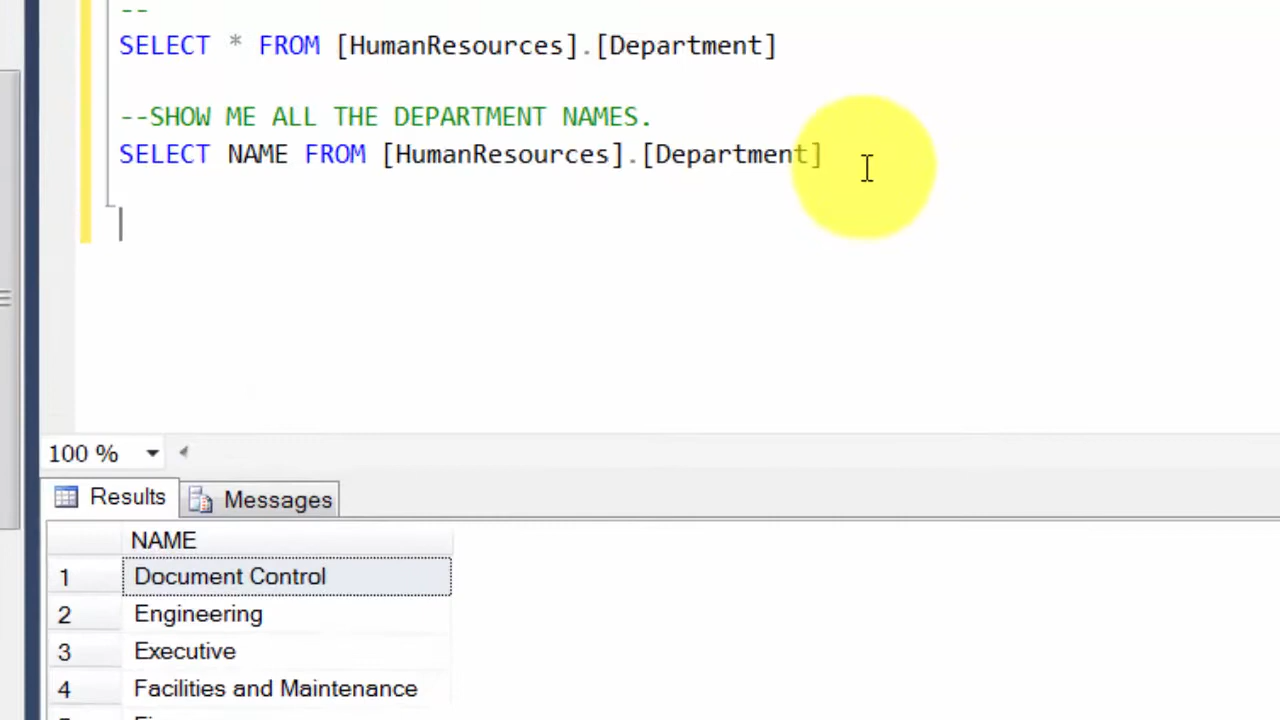 --
SELECT * FROM [HumanResources].[Department]
--SHOW ME ALL THE DEPARTMENT NAMES.
SELECT NAME FROM [HumanResources].[Department]
100 %
Results Messages
NAME
1 Document Control
2 Engineering
3 Executive
4 Facilities and Maintenance